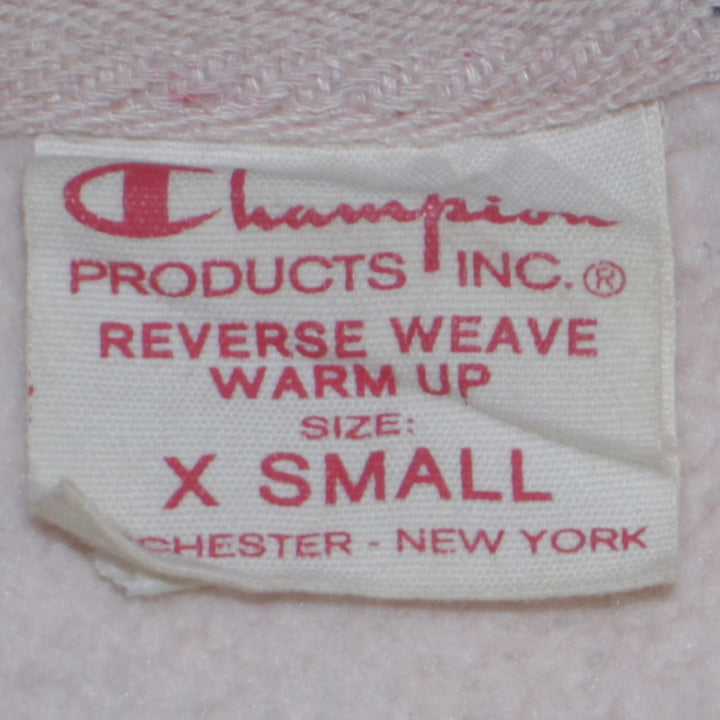 Champion
PRODUCTS INC.®
REVERSE WEAVE
WARM UP
SIZE:
X SMALL
CHESTER - NEW YORK